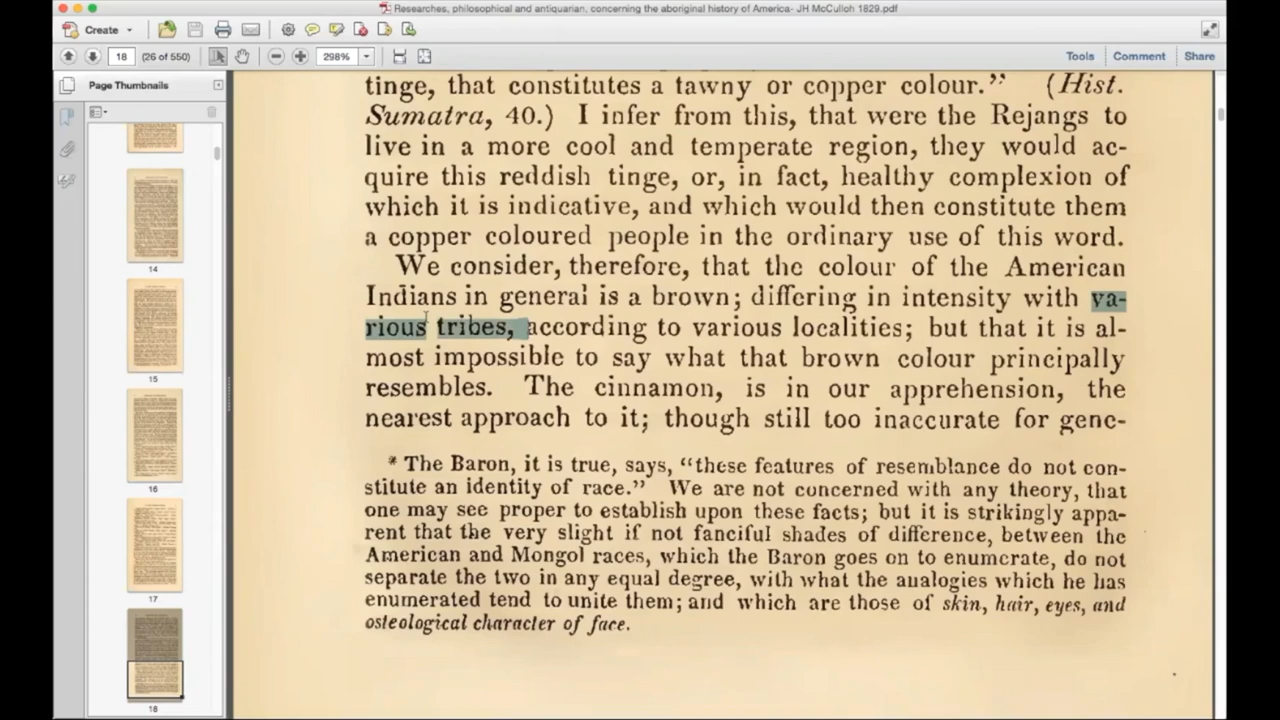 Researches, philosophical and antiquarian, concerning the aboriginal history of America- JH McCulloh 1829.pdf
Create
18 (26 of 550) 298% Tools Comment Share
Page Thumbnails
14
15
16
17
18
tinge, that constitutes a tawny or copper colour.” (Hist.
Sumatra, 40.) I infer from this, that were the Rejangs to
live in a more cool and temperate region, they would ac-
quire this reddish tinge, or, in fact, healthy complexion of
which it is indicative, and which would then constitute them
a copper coloured people in the ordinary use of this word.
We consider, therefore, that the colour of the American
Indians in general is a brown; differing in intensity with va-
rious tribes, according to various localities; but that it is al-
most impossible to say what that brown colour principally
resembles. The cinnamon, is in our apprehension, the
nearest approach to it; though still too inaccurate for gene-
* The Baron, it is true, says, “these features of resemblance do not con-
stitute an identity of race.” We are not concerned with any theory, that
one may see proper to establish upon these facts; but it is strikingly appa-
rent that the very slight if not fanciful shades of difference, between the
American and Mongol races, which the Baron goes on to enumerate, do not
separate the two in any equal degree, with what the analogies which he has
enumerated tend to unite them; and which are those of skin, hair, eyes, and
osteological character of face.